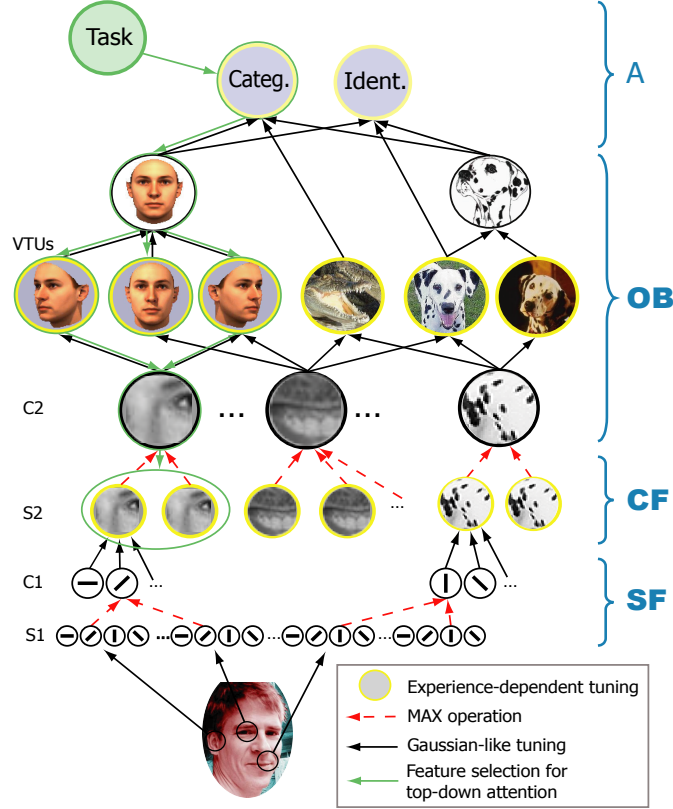 Task
Categ.
Ident.
A
VTUs
OB
C2
... ...
S2
...
CF
C1
... ...
SF
S1
... ... ...
Experience-dependent tuning
MAX operation
Gaussian-like tuning
Feature selection for
top-down attention